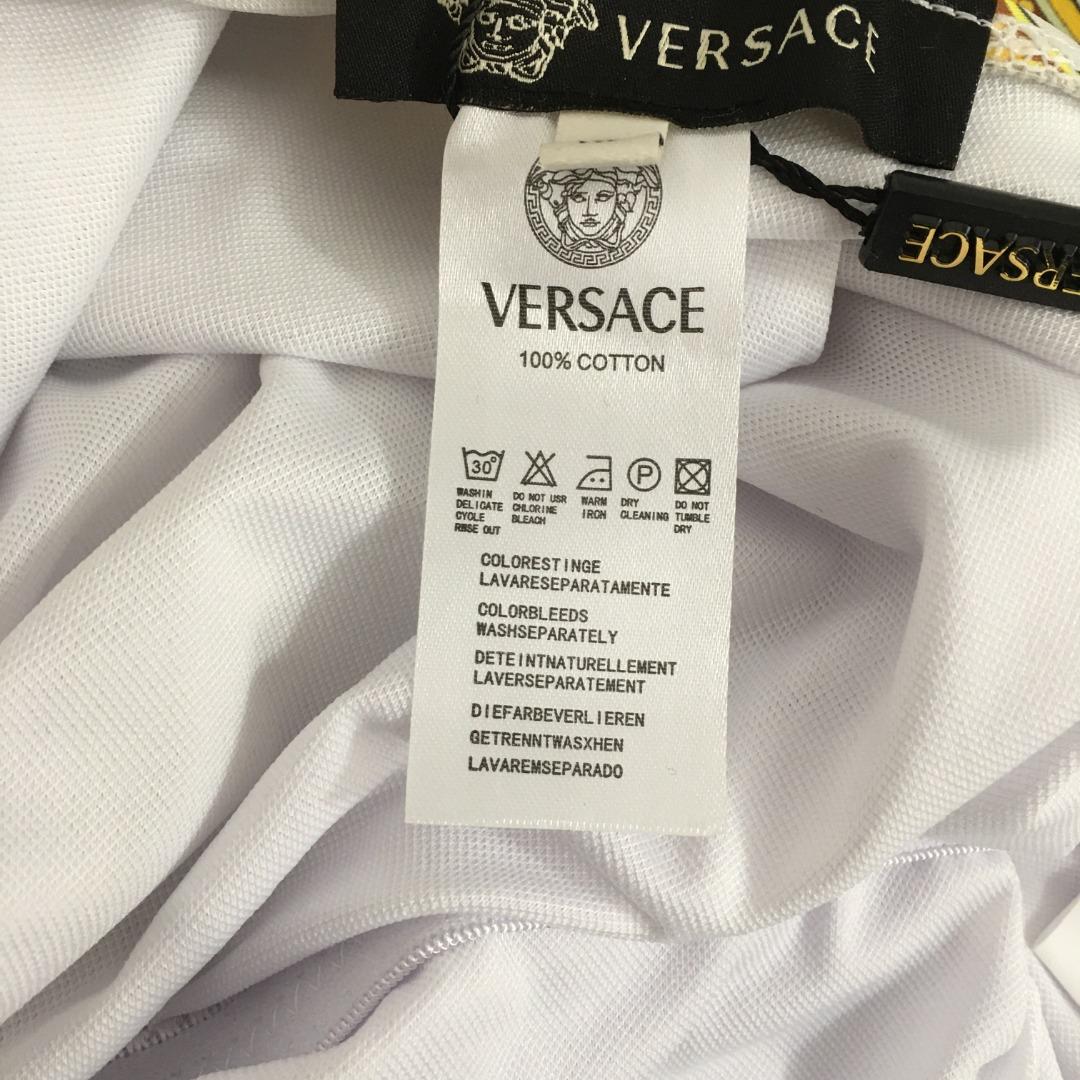 VERSACE
VERSACE
VERSACE
100% COTTON
30°
P
WASHIN
DELICATE
CYCLE
RINSE OUT
DO NOT USR
CHLORINE
BLEACH
WARM
IRON
DRY
CLEANING
DO NOT
TUMBLE
DRY
COLORESTINGE
LAVARESEPARATAMENTE
COLORBLEEDS
WASHSEPARATELY
DETEINTNATURELLEMENT
LAVERSEPARATEMENT
DIEFARBEVERLIEREN
GETRENNTWASXHEN
LAVAREMSEPARADO